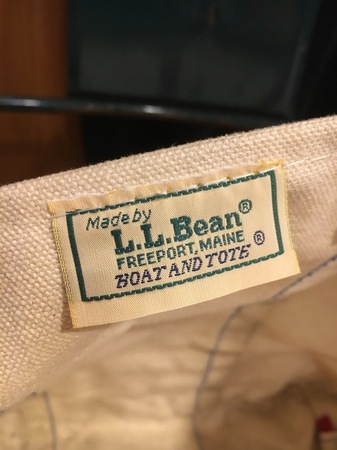 Made by
L.L.Bean®
FREEPORT, MAINE
BOAT AND TOTE®